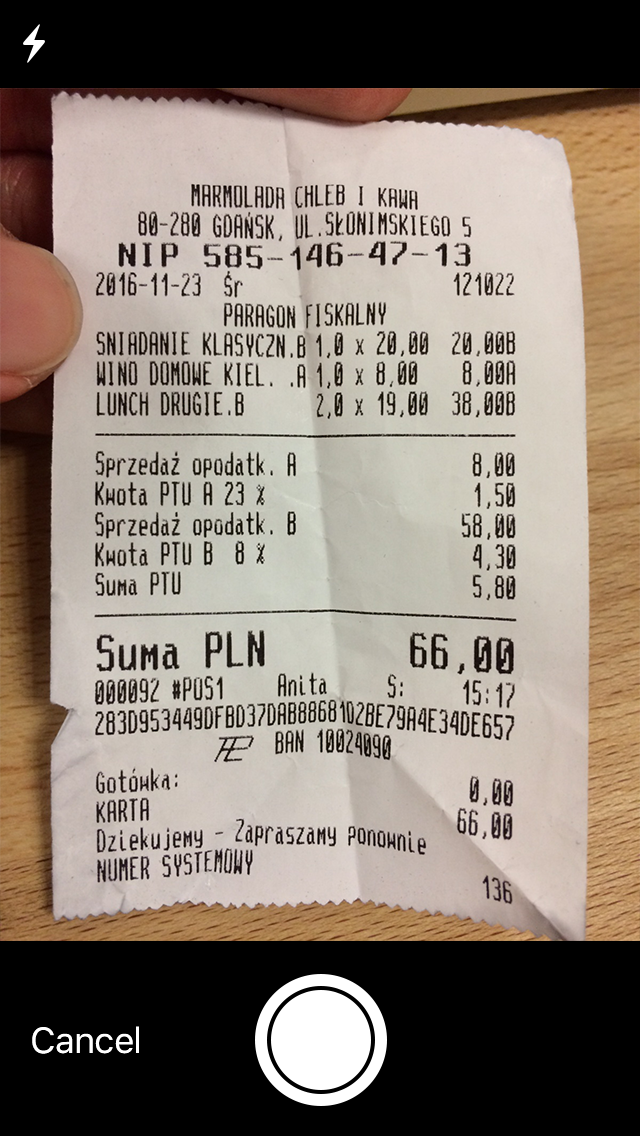 MARMOLADA CHLEB I KAWA
80-280 GDAŃSK, UL.SŁONIMSKIEGO 5
NIP 585-146-47-13
2016-11-23 Śr 121022
PARAGON FISKALNY
SNIADANIE KLASYCZN.B 1,0 x 20,00 20,00B
WINO DOMOWE KIEL. .A 1,0 x 8,00 8,00A
LUNCH DRUGIE.B 2,0 x 19,00 38,00B
Sprzedaż opodatk. A 8,00
Kwota PTU A 23 % 1,50
Sprzedaż opodatk. B 58,00
Kwota PTU B 8 % 4,30
Suma PTU 5,80
Suma PLN 66,00
000092 #POS1 Anita S: 15:17
283D953449DFBD37DAB8868102BE79A4E34DE657
BAN 10024090
Gotówka: 0,00
KARTA 66,00
Dziekujemy - Zapraszamy ponownie
NUMER SYSTEMOWY
136
Cancel